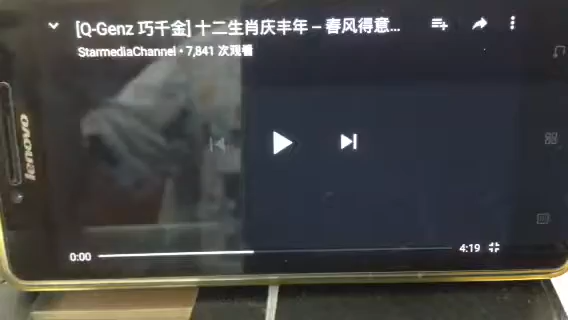 [Q-Genz 巧千金] 十二生肖庆丰年 – 春风得意...
StarmediaChannel • 7,841 次观看
lenovo
0:00
4:19